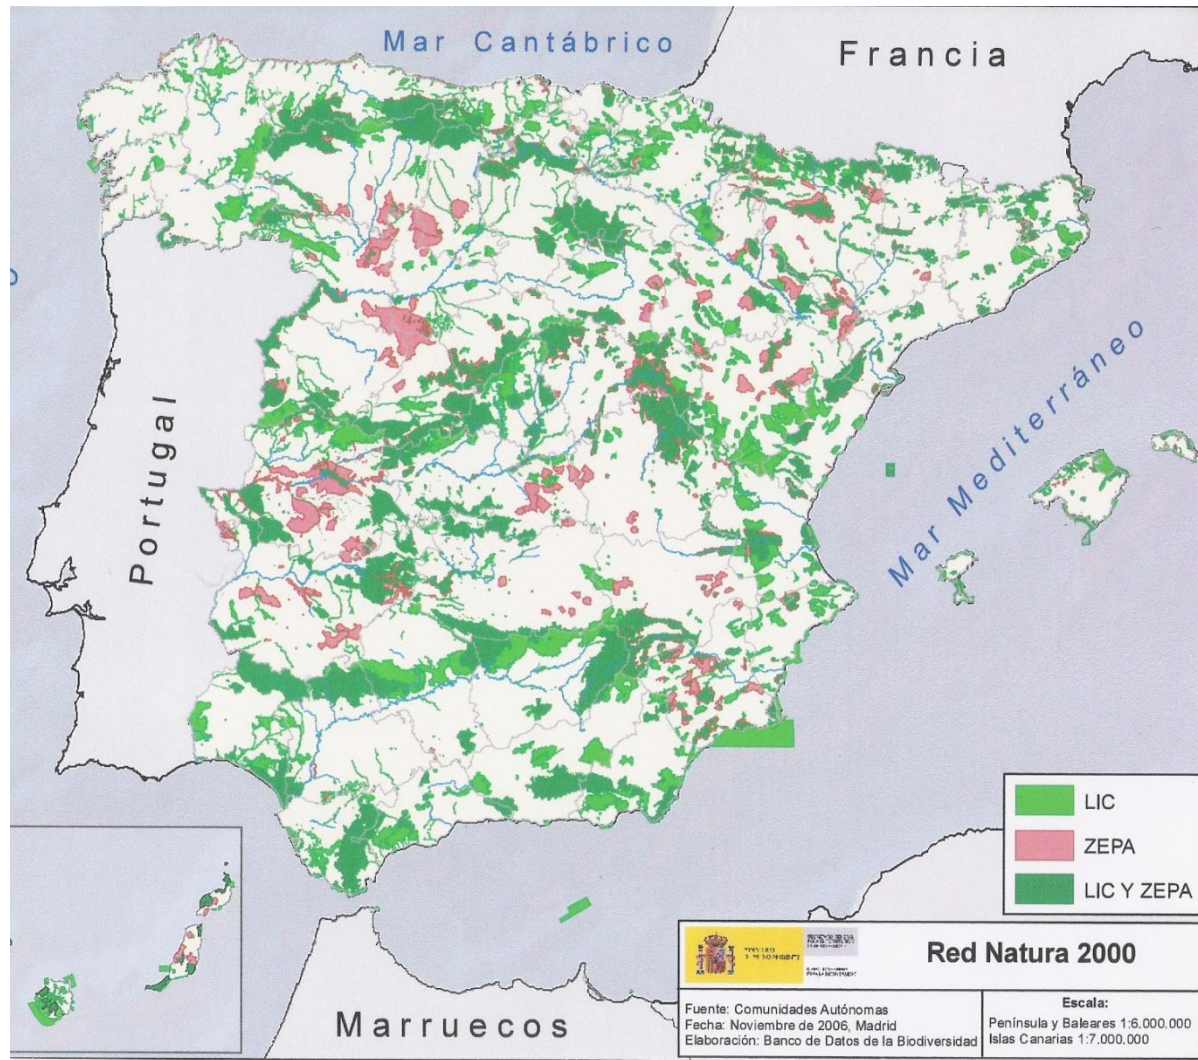 Mar Cantábrico
Francia
Portugal
Mar Mediterráneo
LIC
ZEPA
LIC Y ZEPA
Red Natura 2000
Fuente: Comunidades Autónomas
Fecha: Noviembre de 2006, Madrid
Elaboración: Banco de Datos de la Biodiversidad
Escala:
Península y Baleares 1:6.000.000
Islas Canarias 1:7.000.000
Marruecos